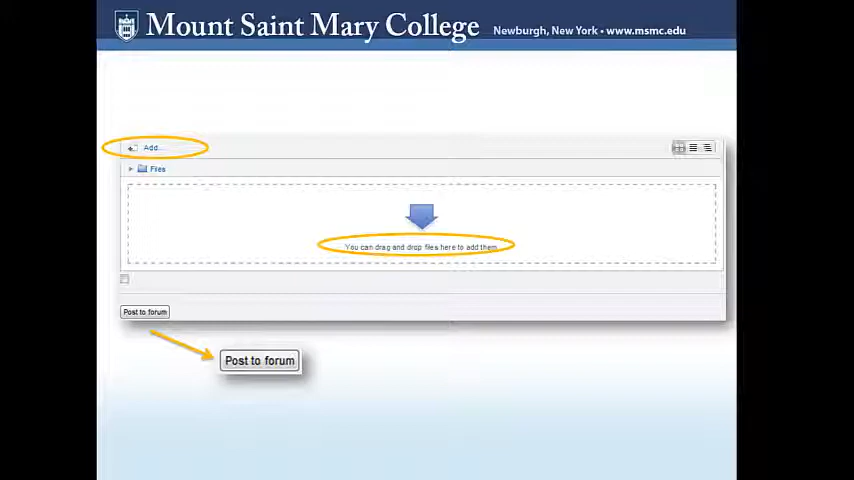 Mount Saint Mary College Newburgh, New York • www.msmc.edu
Add...
Files
You can drag and drop files here to add them.
Post to forum
Post to forum